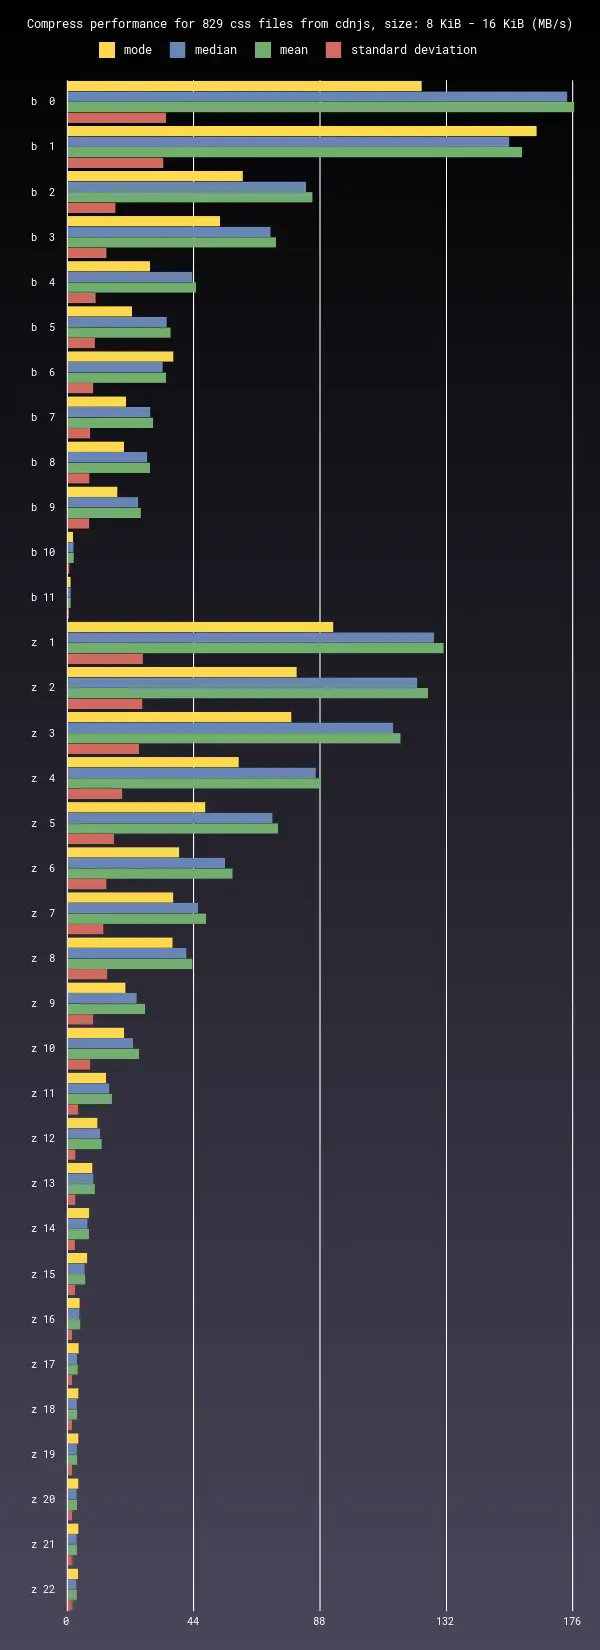 Compress performance for 829 css files from cdnjs, size: 8 KiB - 16 KiB (MB/s)
mode median mean standard deviation
b 0
b 1
b 2
b 3
b 4
b 5
b 6
b 7
b 8
b 9
b 10
b 11
z 1
z 2
z 3
z 4
z 5
z 6
z 7
z 8
z 9
z 10
z 11
z 12
z 13
z 14
z 15
z 16
z 17
z 18
z 19
z 20
z 21
z 22
0 44 88 132 176